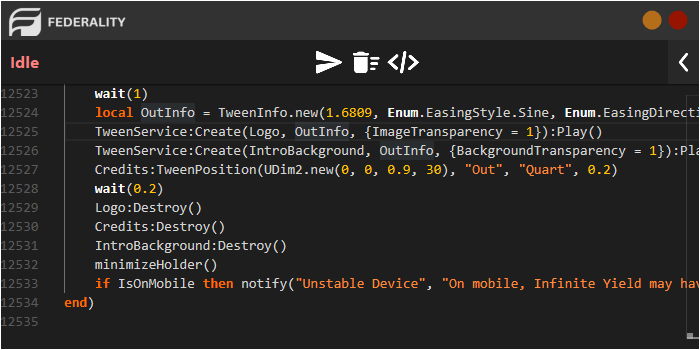 FEDERALITY
Idle
12523 wait(1)
12524 local OutInfo = TweenInfo.new(1.6809, Enum.EasingStyle.Sine, Enum.EasingDirecti
12525 TweenService:Create(Logo, OutInfo, {ImageTransparency = 1}):Play()
12526 TweenService:Create(IntroBackground, OutInfo, {BackgroundTransparency = 1}):Pla
12527 Credits:TweenPosition(UDim2.new(0, 0, 0.9, 30), "Out", "Quart", 0.2)
12528 wait(0.2)
12529 Logo:Destroy()
12530 Credits:Destroy()
12531 IntroBackground:Destroy()
12532 minimizeHolder()
12533 if IsOnMobile then notify("Unstable Device", "On mobile, Infinite Yield may hav
12534 end)
12535